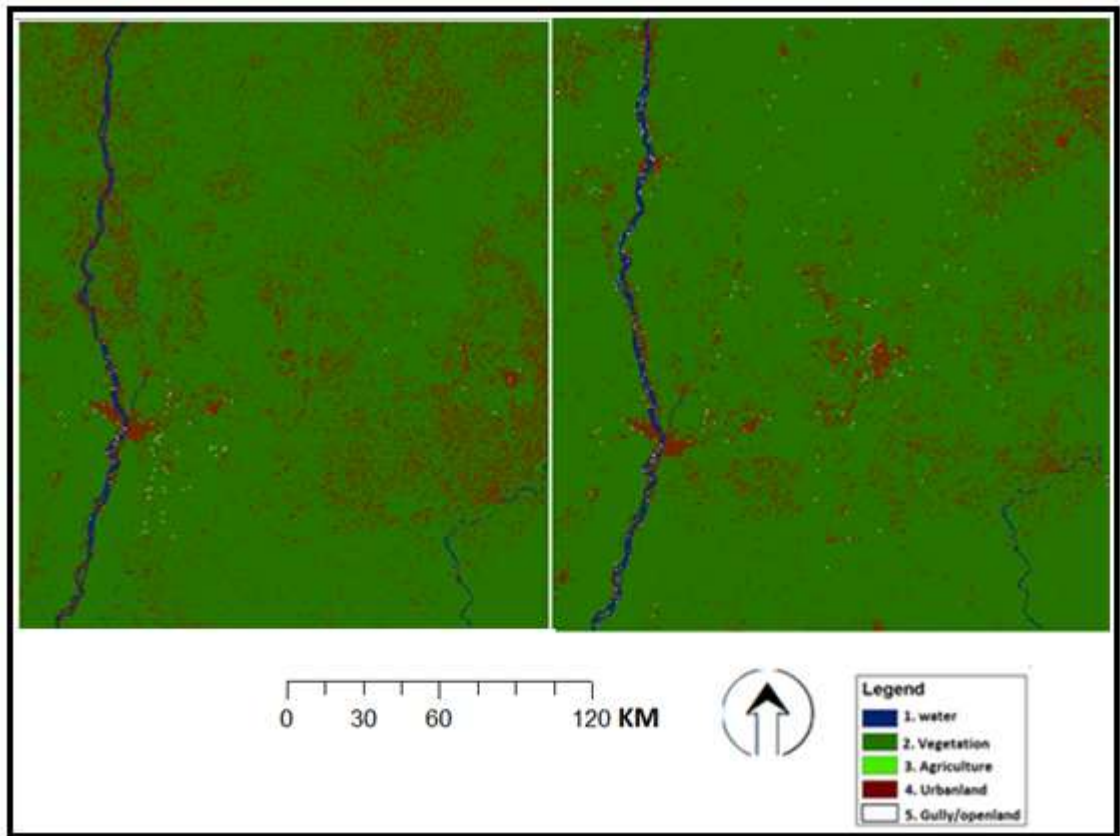 0 30 60 120 KM
Legend
1. water
2. Vegetation
3. Agriculture
4. Urbanland
5. Gully/openland